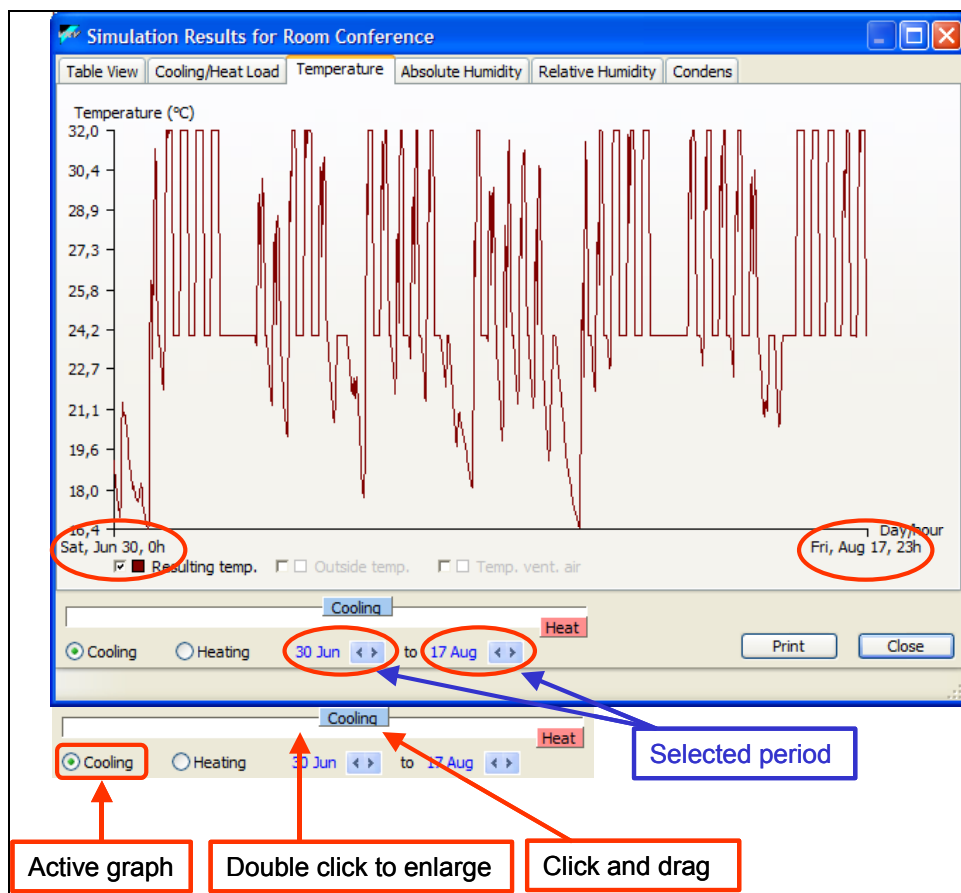 Simulation Results for Room Conference
Table View Cooling/Heat Load Temperature Absolute Humidity Relative Humidity Condens
Temperature (ºC)
32,0
30,4
28,9
27,3
25,8
24,2
22,7
21,1
19,6
18,0
16,4
Day/hour
Sat, Jun 30, 0h Fri, Aug 17, 23h
Resulting temp. Outside temp. Temp. vent. air
Cooling
Heat
Cooling Heating 30 Jun < > to 17 Aug < > Print Close
Cooling
Heat
Cooling Heating 30 Jun < > to 17 Aug < >
Selected period
Active graph Double click to enlarge Click and drag